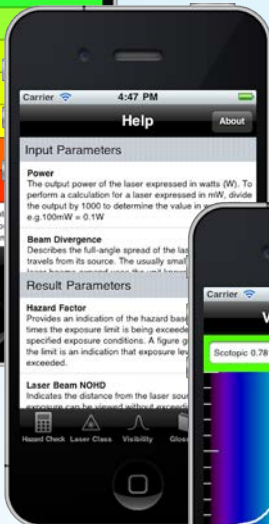 Carrier 4:47 PM
Help About
Input Parameters
Power
The output power of the laser expressed in watts (W). To
perform a calculation for a laser expressed in mW, divide
the output by 1000 to determine the value in
e.g.100mW = 0.1W
Beam Divergence
Describes the full-angle spread of the
travels from its source. The usually small
Result Parameters
Hazard Factor
Provides an indication of the hazard
times the exposure limit is being
specified exposure conditions. A figure
the limit is an indication that exposure
exceeded.
Laser Beam NOHD
Indicates the distance from the laser
Hazard Check Laser Class Visibility
Carrier
Scotopic